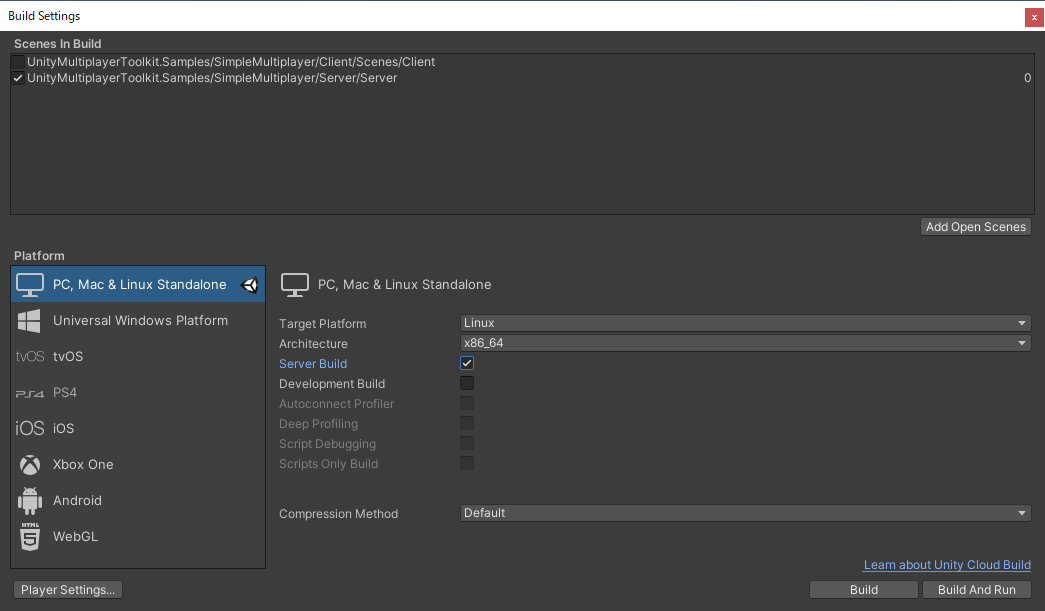 Build Settings
x
Scenes In Build
UnityMultiplayerToolkit.Samples/SimpleMultiplayer/Client/Scenes/Client
UnityMultiplayerToolkit.Samples/SimpleMultiplayer/Server/Server 0
Add Open Scenes
Platform
PC, Mac & Linux Standalone
Universal Windows Platform
tvOS tvOS
PS4 PS4
iOS iOS
Xbox One
Android
HTML 5 WebGL
PC, Mac & Linux Standalone
Target Platform Linux
Architecture x86_64
Server Build
Development Build
Autoconnect Profiler
Deep Profiling
Script Debugging
Scripts Only Build
Compression Method Default
Learn about Unity Cloud Build
Player Settings... Build Build And Run